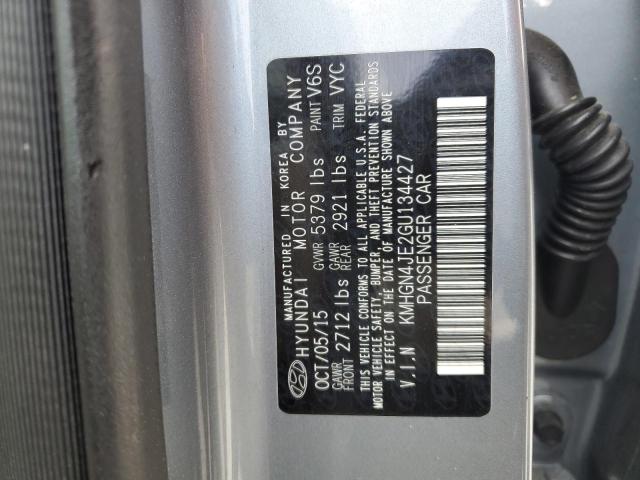 MANUFACTURED IN KOREA BY
HYUNDAI MOTOR COMPANY
OCT/05/15 GVWR 5379 lbs PAINT V6S
GAWR FRONT 2712 lbs GAWR REAR 2921 lbs TRIM VYC
THIS VEHICLE CONFORMS TO ALL APPLICABLE U.S.A. FEDERAL
MOTOR VEHICLE SAFETY, BUMPER, AND THEFT PREVENTION STANDARDS
IN EFFECT ON THE DATE OF MANUFACTURE SHOWN ABOVE
V.I.N KMHGN4JE2GU134427
PASSENGER CAR